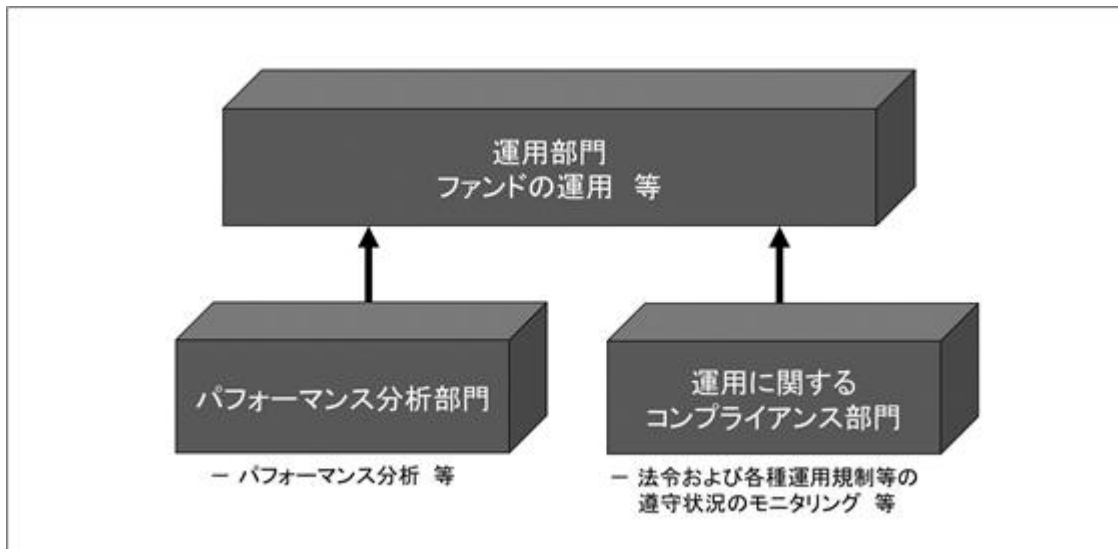 運用部門
ファンドの運用 等
パフォーマンス分析部門
－ パフォーマンス分析 等
運用に関する
コンプライアンス部門
－ 法令および各種運用規制等の
遵守状況のモニタリング 等